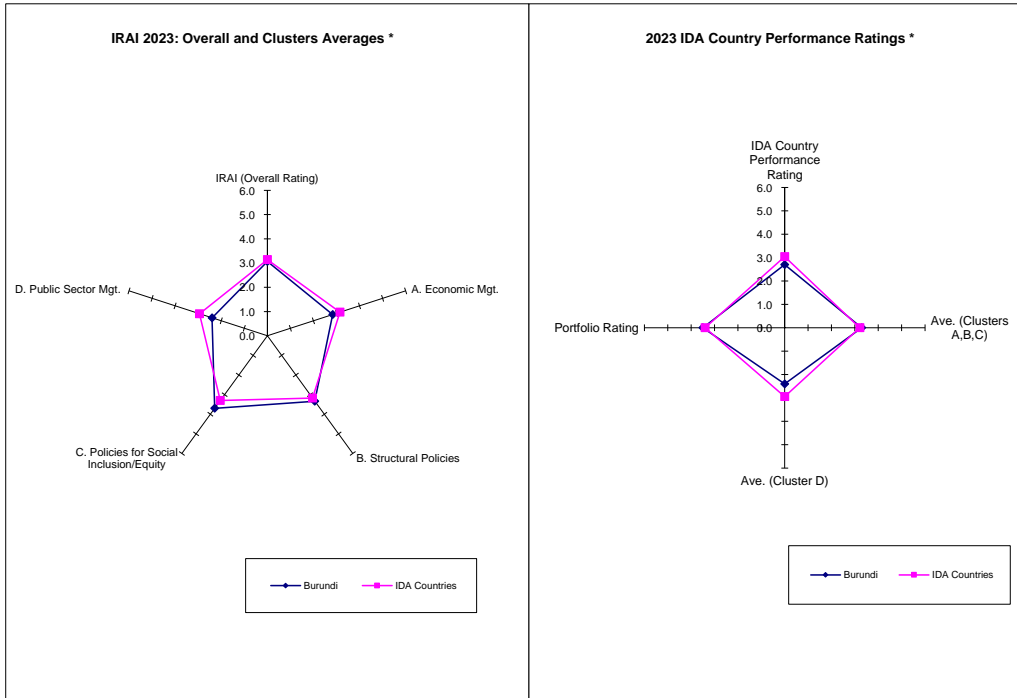 IRAI 2023: Overall and Clusters Averages *
IRAI (Overall Rating)
6.0
5.0
4.0
3.0
2.0
1.0
0.0
A. Economic Mgt.
B. Structural Policies
C. Policies for Social
Inclusion/Equity
D. Public Sector Mgt.
Burundi
IDA Countries
2023 IDA Country Performance Ratings *
IDA Country
Performance
Rating
6.0
5.0
4.0
3.0
2.0
1.0
0.0
Ave. (Clusters
A,B,C)
Ave. (Cluster D)
Portfolio Rating
Burundi
IDA Countries